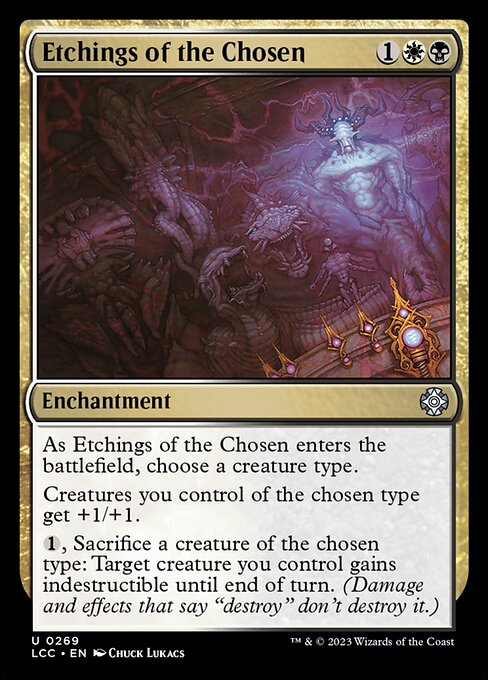 Etchings of the Chosen 1
Enchantment
As Etchings of the Chosen enters the
battlefield, choose a creature type.
Creatures you control of the chosen type
get +1/+1.
1, Sacrifice a creature of the chosen
type: Target creature you control gains
indestructible until end of turn. (Damage
and effects that say “destroy” don’t destroy it.)
U 0269
LCC • EN Chuck Lukacs
™ & © 2023 Wizards of the Coast